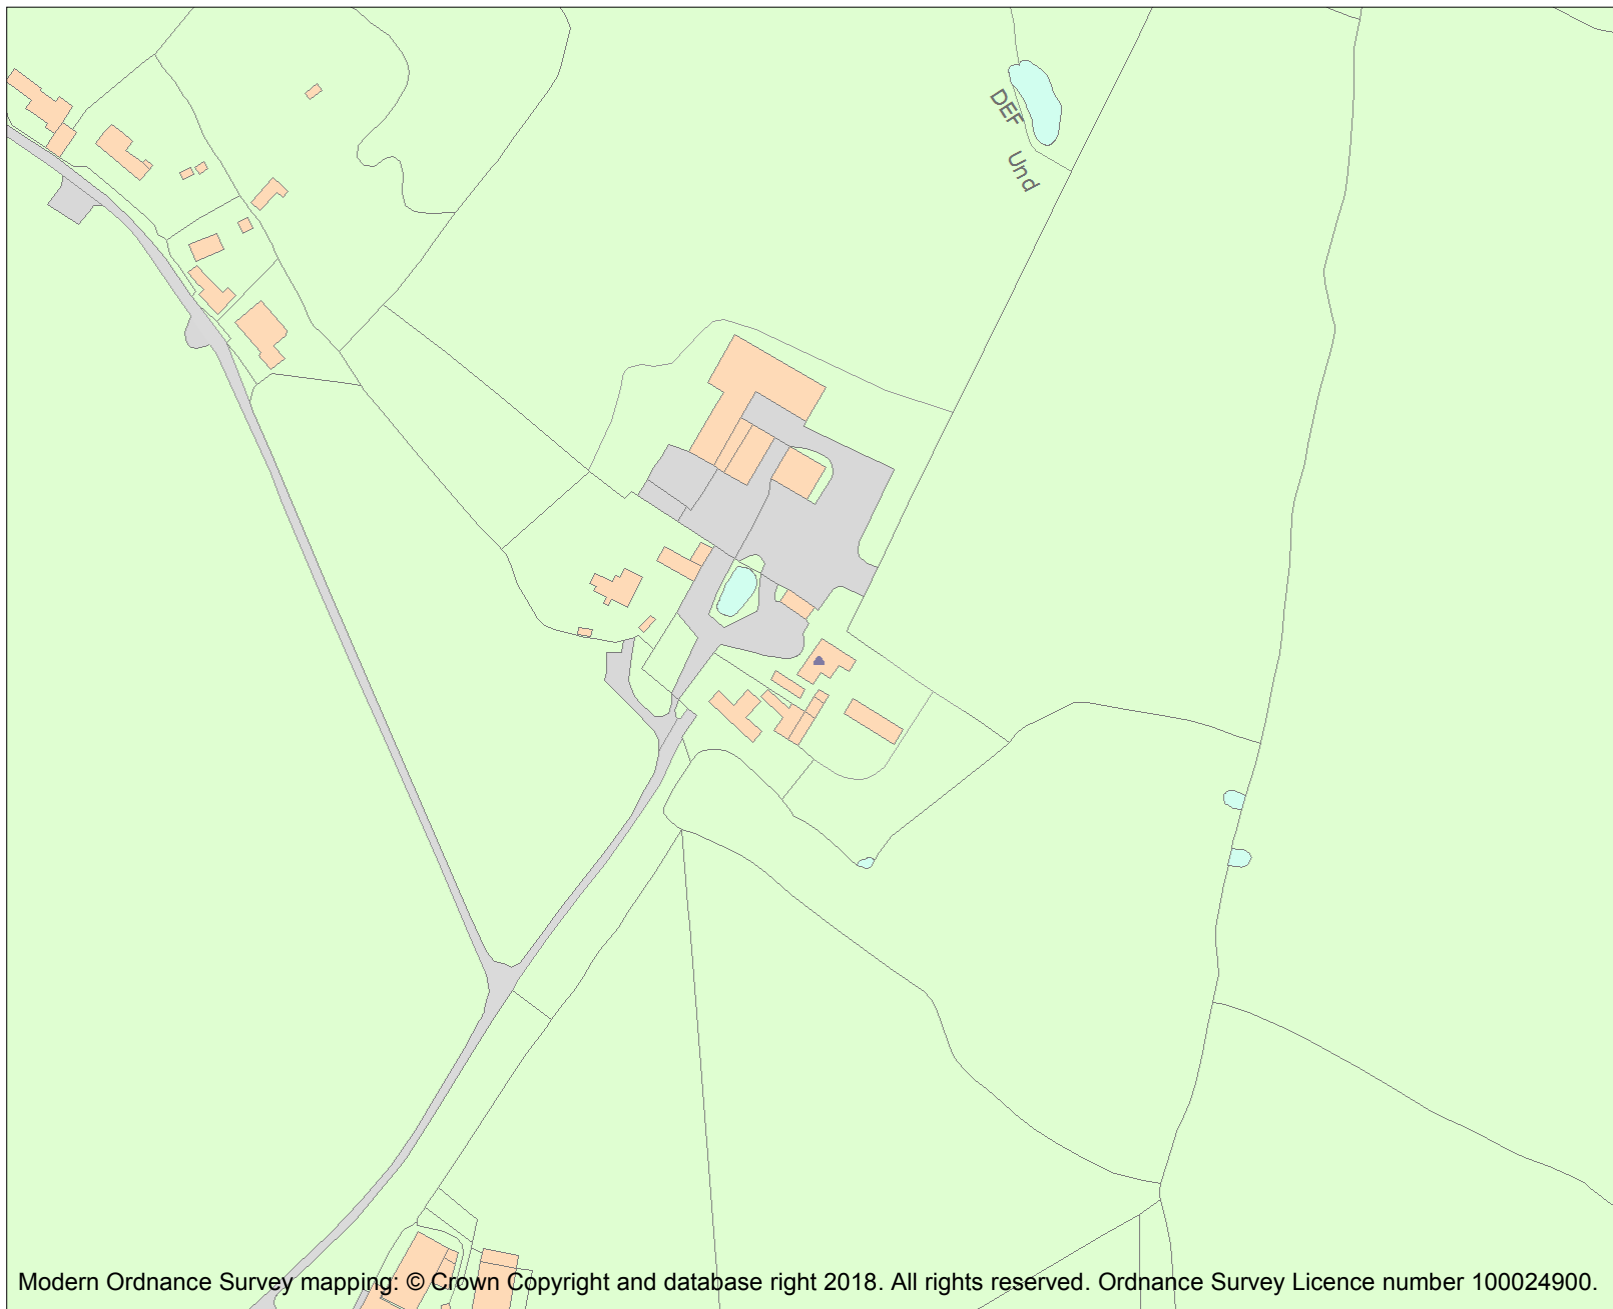 DEF
Und
Modern Ordnance Survey mapping: © Crown Copyright and database right 2018. All rights reserved. Ordnance Survey Licence number 100024900.